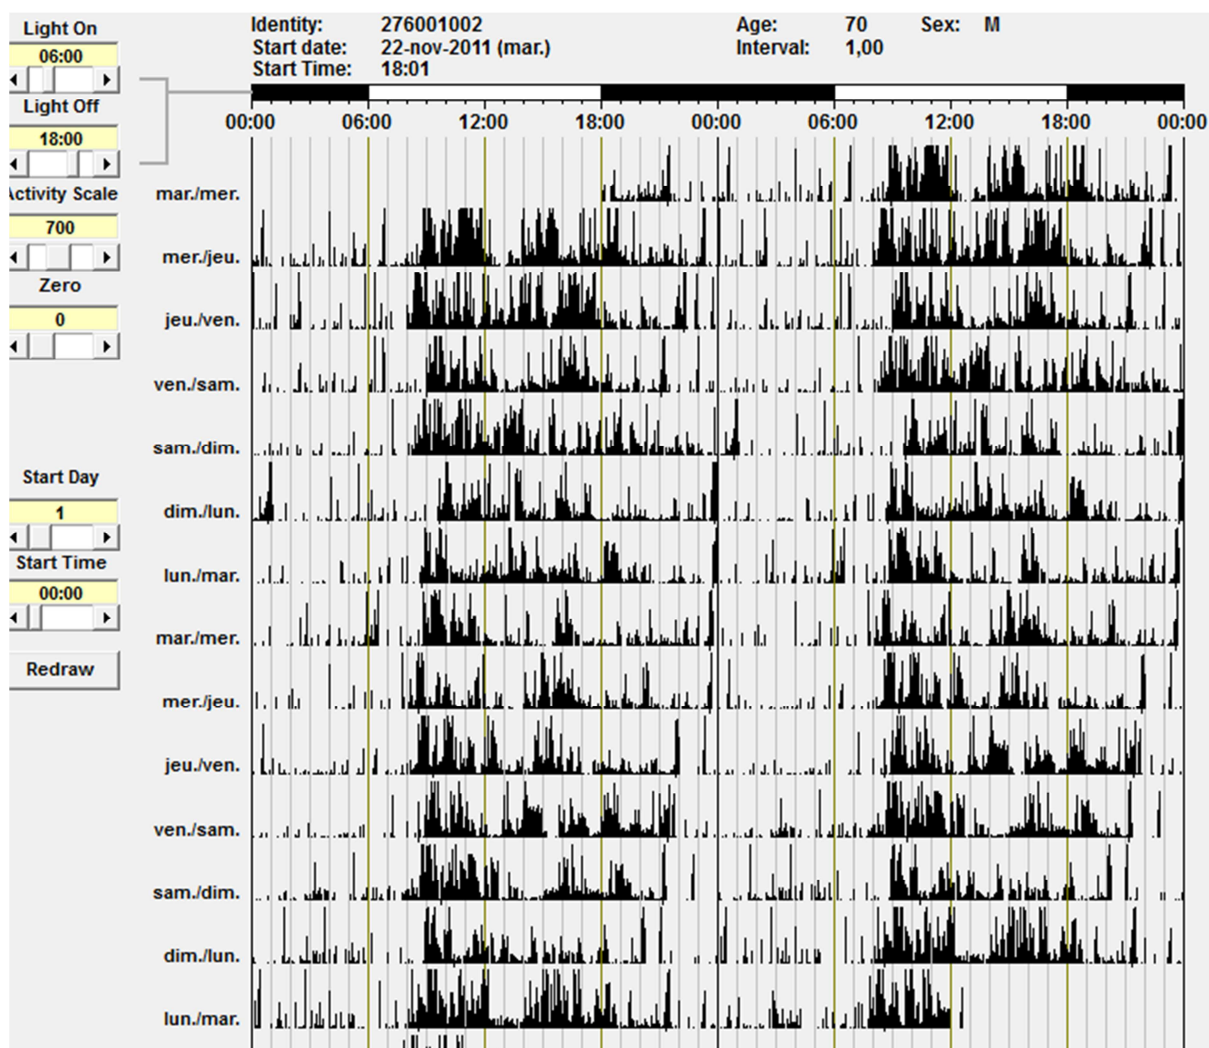 Light On
06:00
Light Off
18:00
Activity Scale
700
Zero
0
Start Day
1
Start Time
00:00
Redraw
Identity: 276001002 Age: 70 Sex: M
Start date: 22-nov-2011 (mar.) Interval: 1,00
Start Time: 18:01
00:00 06:00 12:00 18:00 00:00 06:00 12:00 18:00 00:00
mar./mer.
mer./jeu.
jeu./ven.
ven./sam.
sam./dim.
dim./lun.
lun./mar.
mar./mer.
mer./jeu.
jeu./ven.
ven./sam.
sam./dim.
dim./lun.
lun./mar.